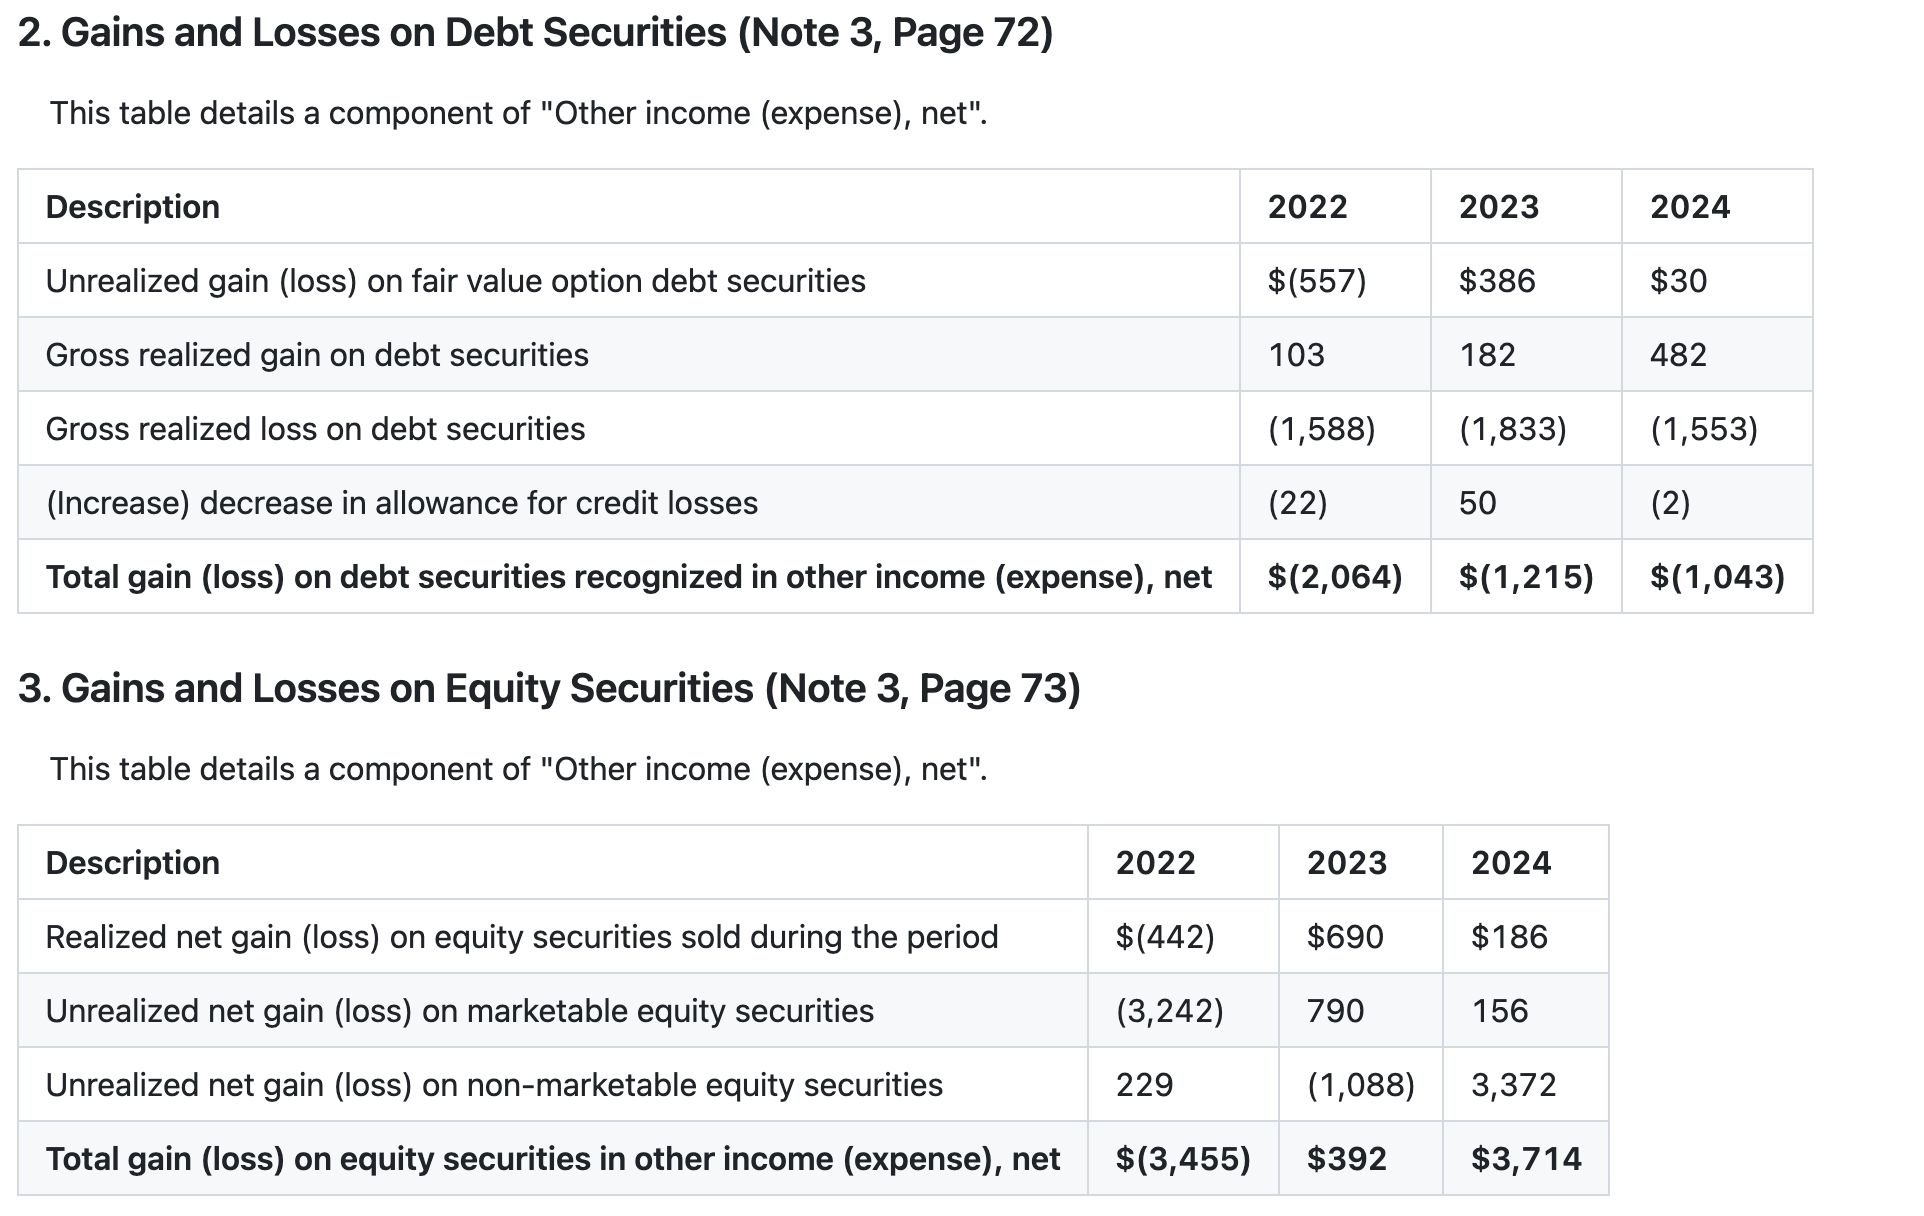 2. Gains and Losses on Debt Securities (Note 3, Page 72)
This table details a component of "Other income (expense), net".
Description 2022 2023 2024
Unrealized gain (loss) on fair value option debt securities $(557) $386 $30
Gross realized gain on debt securities 103 182 482
Gross realized loss on debt securities (1,588) (1,833) (1,553)
(Increase) decrease in allowance for credit losses (22) 50 (2)
Total gain (loss) on debt securities recognized in other income (expense), net $(2,064) $(1,215) $(1,043)
3. Gains and Losses on Equity Securities (Note 3, Page 73)
This table details a component of "Other income (expense), net".
Description 2022 2023 2024
Realized net gain (loss) on equity securities sold during the period $(442) $690 $186
Unrealized net gain (loss) on marketable equity securities (3,242) 790 156
Unrealized net gain (loss) on non-marketable equity securities 229 (1,088) 3,372
Total gain (loss) on equity securities in other income (expense), net $(3,455) $392 $3,714